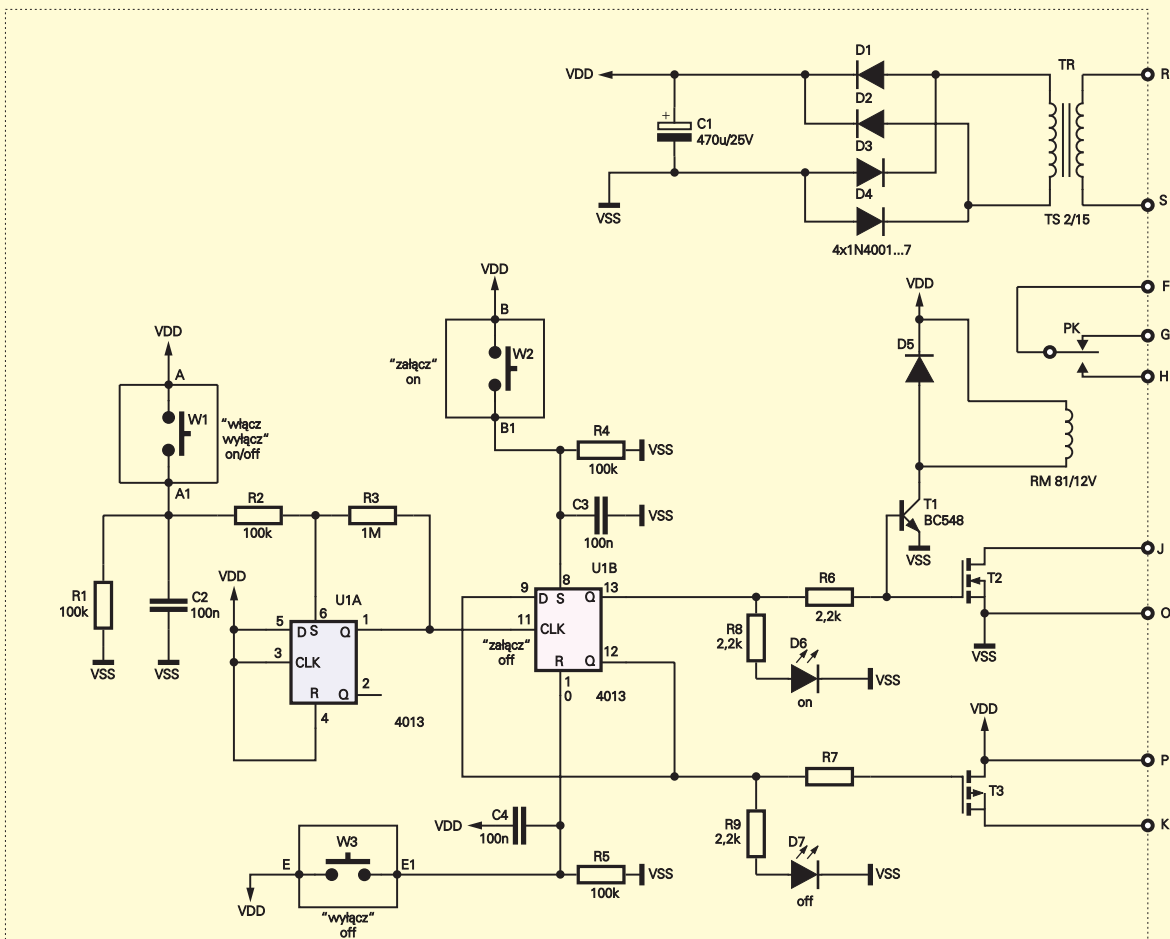 D1
TR
VDD
R
D2
+
C1
470u/25V
D3
D4
VSS
S
TS 2/15
4x1N4001...7
VDD
VDD
F
B
VDD
PK
G
D5
"załącz"
on
W2
H
A
W1
"włącz
wyłącz"
on/off
B1
R4
VSS
100k
RM 81/12V
A1
R2
R3
100k
1M
C3
VSS
100n
T1
BC548
VSS
J
U1B
VDD
R1
100k
C2
100n
U1A
9
8
13
R6
T2
D S Q
2,2k
5
6
1
11
CLK
O
D S Q
"załącz"
off
R8
2,2k
D6
3
CLK
12
R Q
VSS
VSS
VSS
2
1
0
4013
VSS
R Q
on
4
4013
VDD
R7
P
T3
C4
VDD
100n
R9
2,2k
D7
K
W3
E
E1
R5
VSS
VSS
100k
off
VDD
"wyłącz"
off